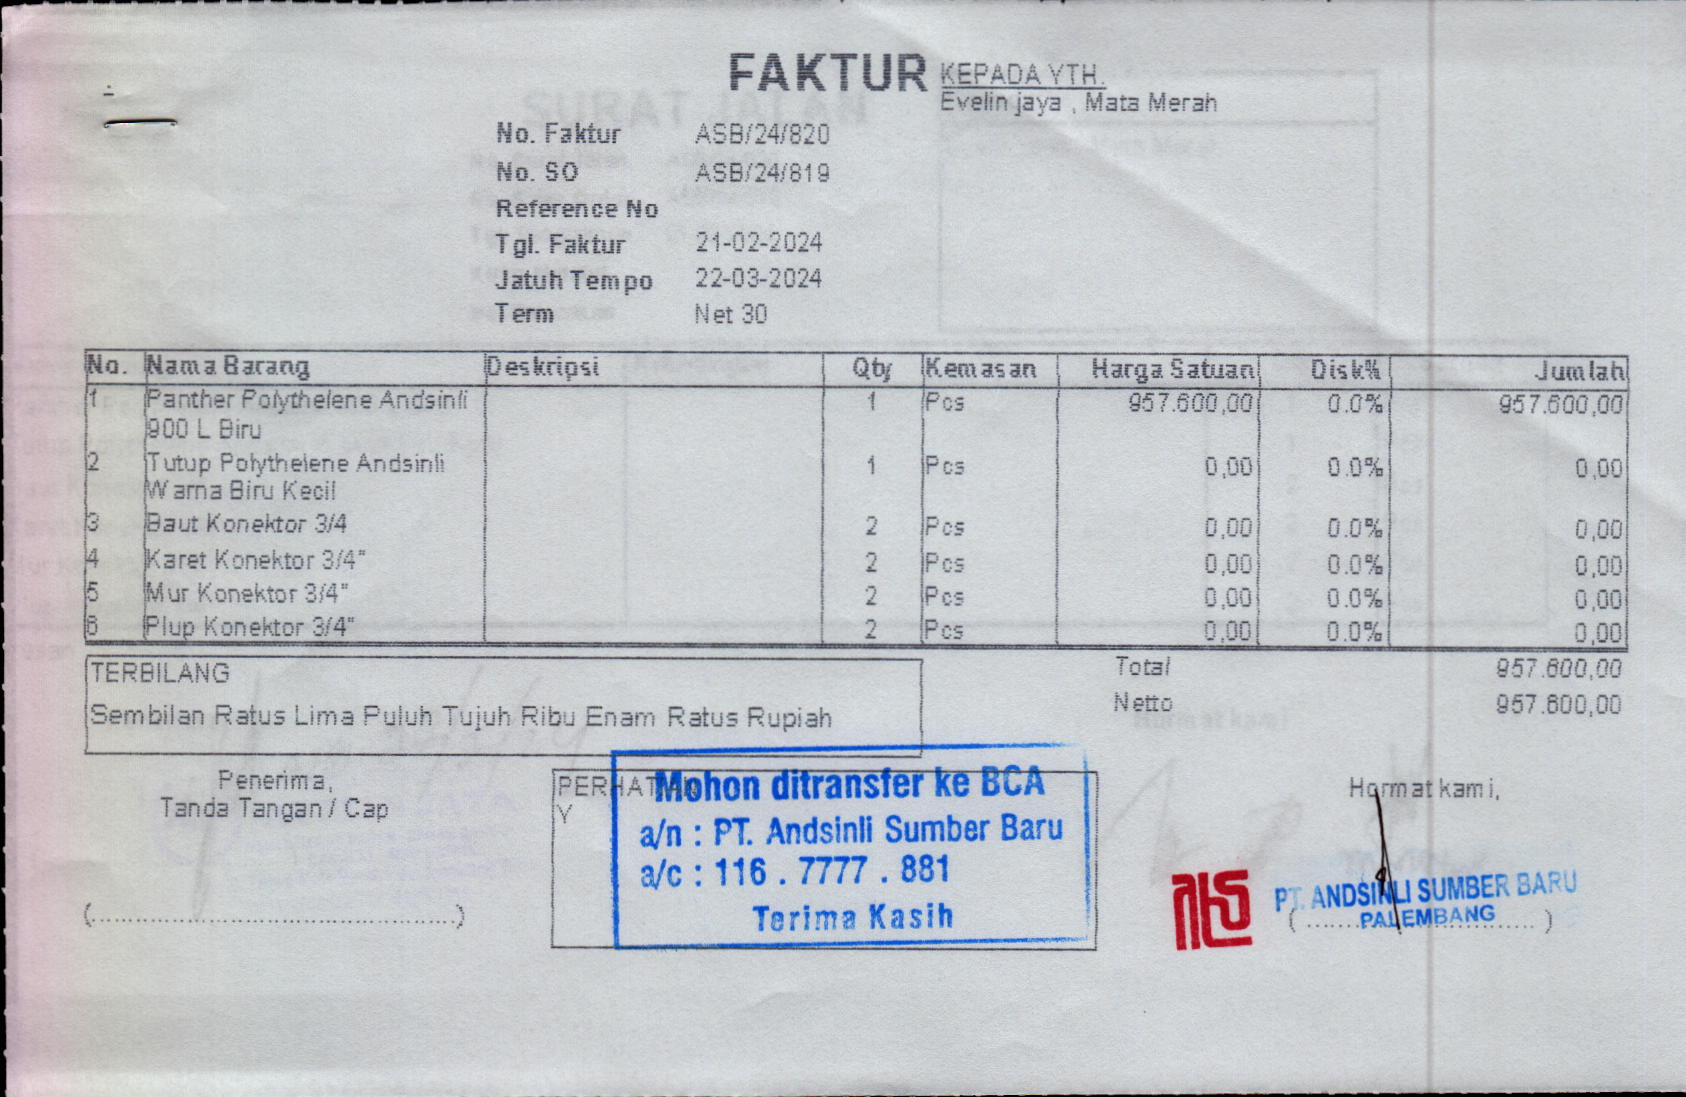 FAKTUR
KEPADA YTH.
Evelin jaya , Mata Merah
No. Faktur ASB/24/820
No. SO ASB/24/819
Reference No
Tgl. Faktur 21-02-2024
Jatuh Tempo 22-03-2024
Term Net 30
No. Nama Barang Deskripsi Qty Kemasan Harga Satuan Disk% Jumlah
1 Panther Polythelene Andsinli 1 Pcs 957.600,00 0.0% 957.600,00
900 L Biru
2 Tutup Polythelene Andsinli 1 Pcs 0,00 0.0% 0,00
Warna Biru Kecil
3 Baut Konektor 3/4 2 Pcs 0,00 0.0% 0,00
4 Karet Konektor 3/4" 2 Pcs 0,00 0.0% 0,00
5 Mur Konektor 3/4" 2 Pcs 0,00 0.0% 0,00
6 Plup Konektor 3/4" 2 Pcs 0,00 0.0% 0,00
TERBILANG
Sembilan Ratus Lima Puluh Tujuh Ribu Enam Ratus Rupiah
Total 957.600,00
Netto 957.600,00
Penerima,
Tanda Tangan / Cap
(..........................................)
PERHATIAN
Y
Mohon ditransfer ke BCA
a/n : PT. Andsinli Sumber Baru
a/c : 116 . 7777 . 881
Terima Kasih
Hormat kami,
PT. ANDSINLI SUMBER BARU
PALEMBANG